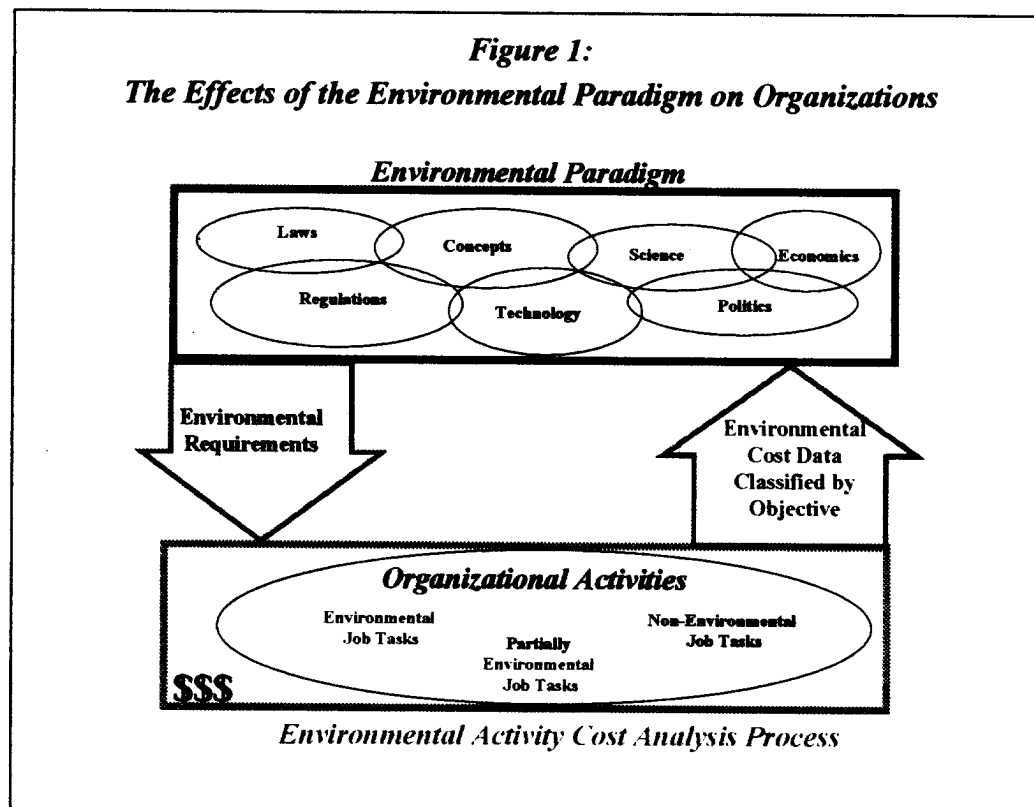 Figure 1:
The Effects of the Environmental Paradigm on Organizations
Environmental Paradigm
Laws
Concepts
Science
Economics
Regulations
Technology
Politics
Environmental
Requirements
Environmental
Cost Data
Classified by
Objective
Organizational Activities
Environmental
Job Tasks
Partially
Environmental
Job Tasks
Non-Environmental
Job Tasks
$$$
Environmental Activity Cost Analysis Process